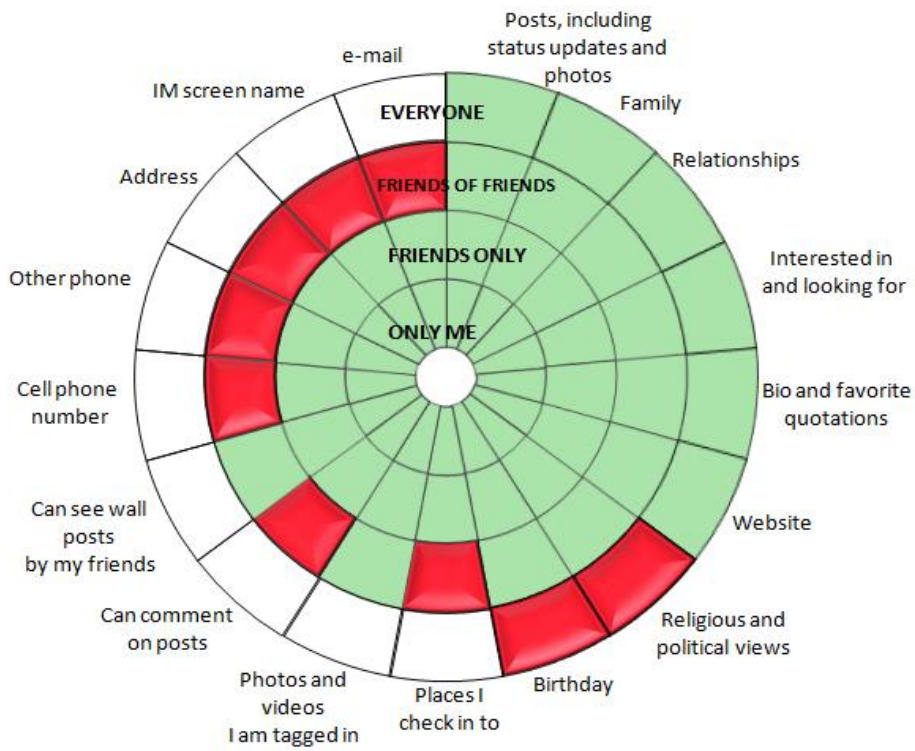 Posts, including
status updates and
photos
Family
Relationships
Interested in
and looking for
Bio and favorite
quotations
Website
Religious and
political views
Birthday
Places I
check in to
Photos and
videos
I am tagged in
Can comment
on posts
Can see wall
posts
by my friends
Cell phone
number
Other phone
Address
IM screen name
e-mail
EVERYONE
FRIENDS OF FRIENDS
FRIENDS ONLY
ONLY ME